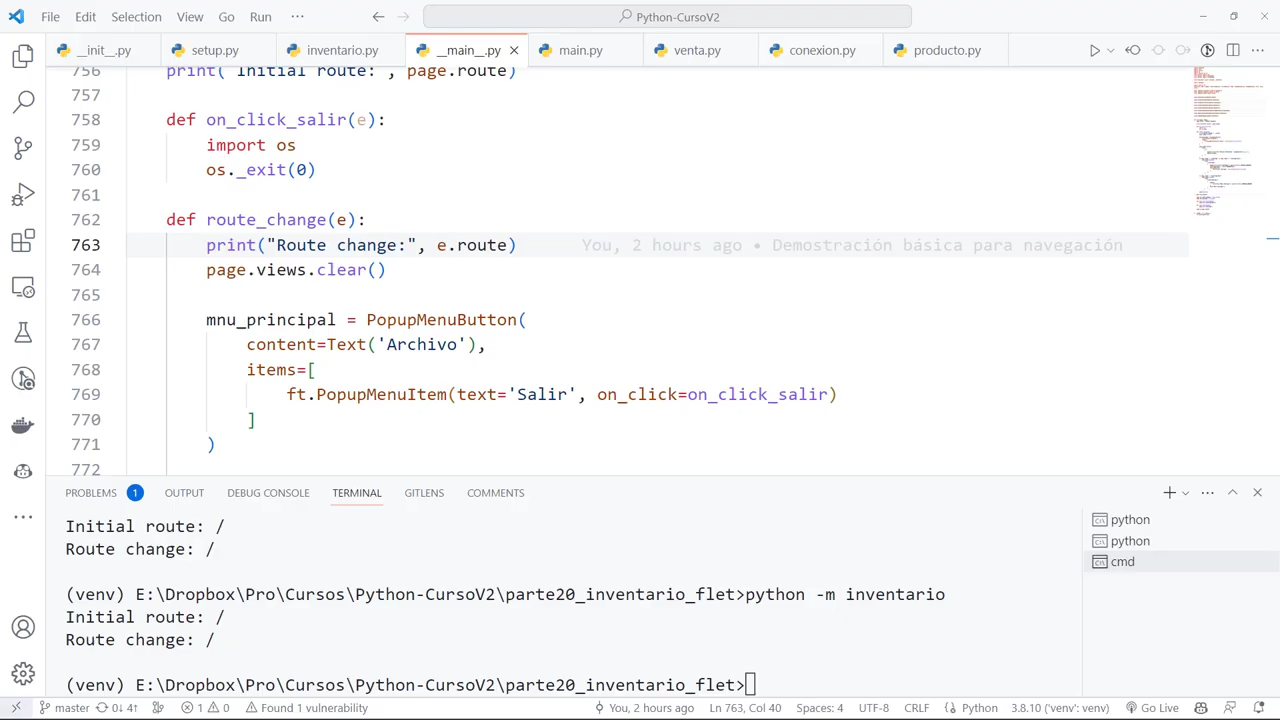 File Edit Selection View Go Run ··· Python-CursoV2
__init__.py setup.py inventario.py __main__.py main.py venta.py conexion.py producto.py
756 print("Initial route:", page.route)
757
758 def on_click_salir(e):
759 import os
760 os._exit(0)
761
762 def route_change(e):
763 print("Route change:", e.route) You, 2 hours ago • Demostración básica para navegación
764 page.views.clear()
765
766 mnu_principal = PopupMenuButton(
767 content=Text('Archivo'),
768 items=[
769 ft.PopupMenuItem(text='Salir', on_click=on_click_salir)
770 ]
771 )
772
PROBLEMS 1 OUTPUT DEBUG CONSOLE TERMINAL GITLENS COMMENTS
Initial route: /
Route change: /
(venv) E:\Dropbox\Pro\Cursos\Python-CursoV2\parte20_inventario_flet>python -m inventario
Initial route: /
Route change: /
(venv) E:\Dropbox\Pro\Cursos\Python-CursoV2\parte20_inventario_flet>
python
python
cmd
master 0↓ 4↑ 1 0 Found 1 vulnerability You, 2 hours ago Ln 763, Col 40 Spaces: 4 UTF-8 CRLF Python 3.8.10 ('venv': venv) Go Live